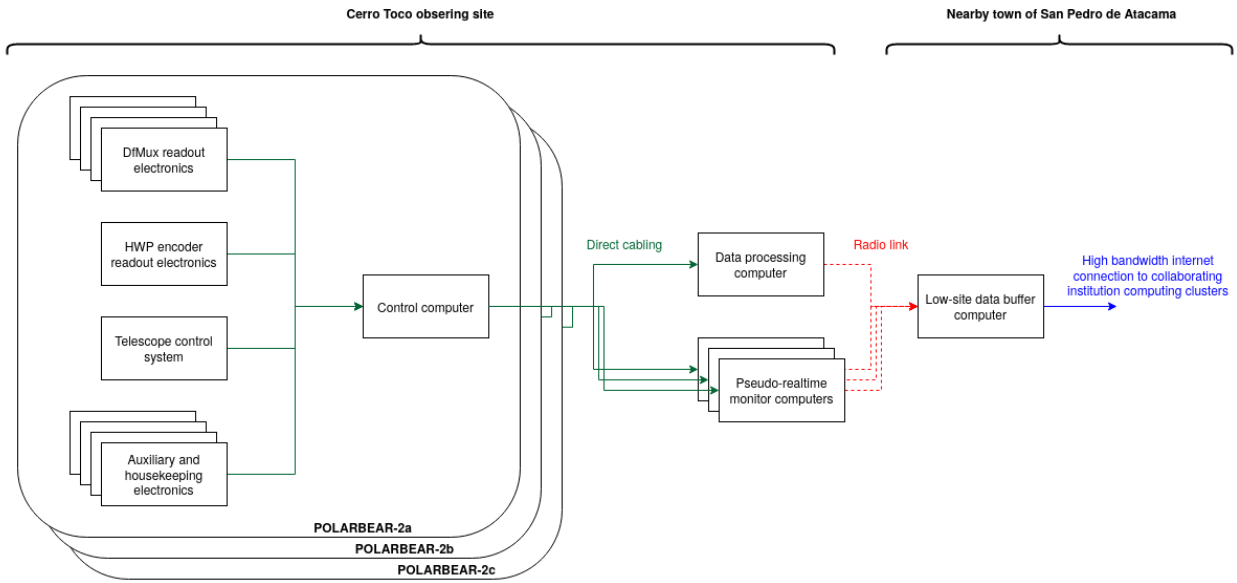 Cerro Toco obsering site
Nearby town of San Pedro de Atacama
DfMux readout
electronics
HWP encoder
readout electronics
Telescope control
system
Auxiliary and
housekeeping
electronics
Control computer
POLARBEAR-2a
POLARBEAR-2b
POLARBEAR-2c
Direct cabling
Data processing
computer
Pseudo-realtime
monitor computers
Radio link
Low-site data buffer
computer
High bandwidth internet
connection to collaborating
institution computing clusters